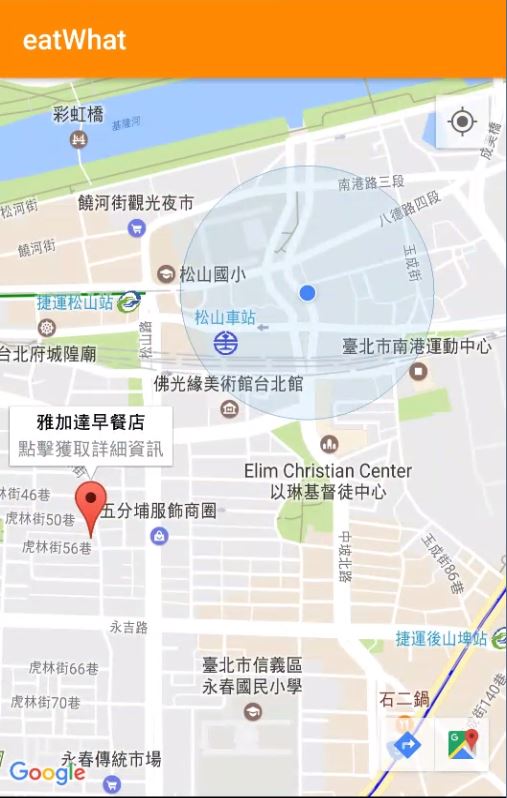 eatWhat
彩虹橋
基隆河
成美橋
南港路三段
松河街
饒河街觀光夜市
八德路四段
饒河街
玉成街
松山國小
捷運松山站
松山車站
松山路
台北府城隍廟
臺北市南港運動中心
佛光緣美術館台北館
雅加達早餐店
點擊獲取詳細資訊
Elim Christian Center
以琳基督徒中心
林街46巷
虎林街50巷
五分埔服飾商圈
虎林街56巷
中坡北路
玉成街86巷
永吉路
捷運後山埤站
虎林街66巷
臺北市信義區
永春國民小學
虎林街70巷
石二鍋
街140巷
永春傳統市場
Google
G